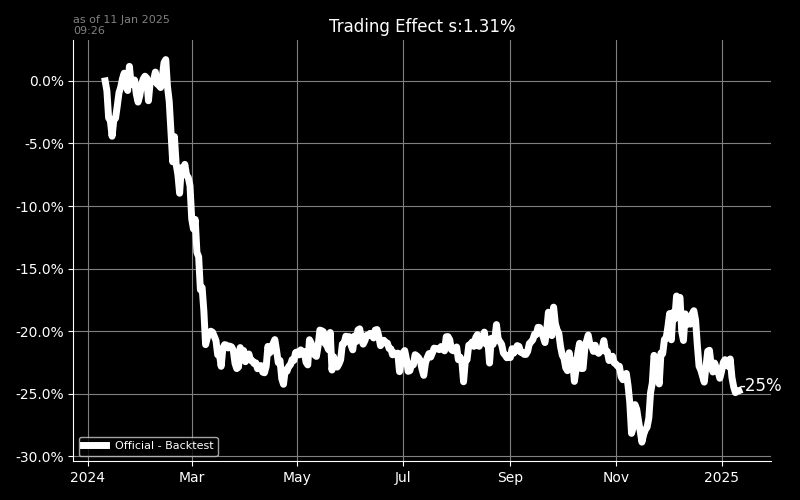 as of 11 Jan 2025
09:26
Trading Effect s:1.31%
0.0%
-5.0%
-10.0%
-15.0%
-20.0%
-25.0%
-30.0%
-25%
Official - Backtest
2024
Mar
May
Jul
Sep
Nov
2025